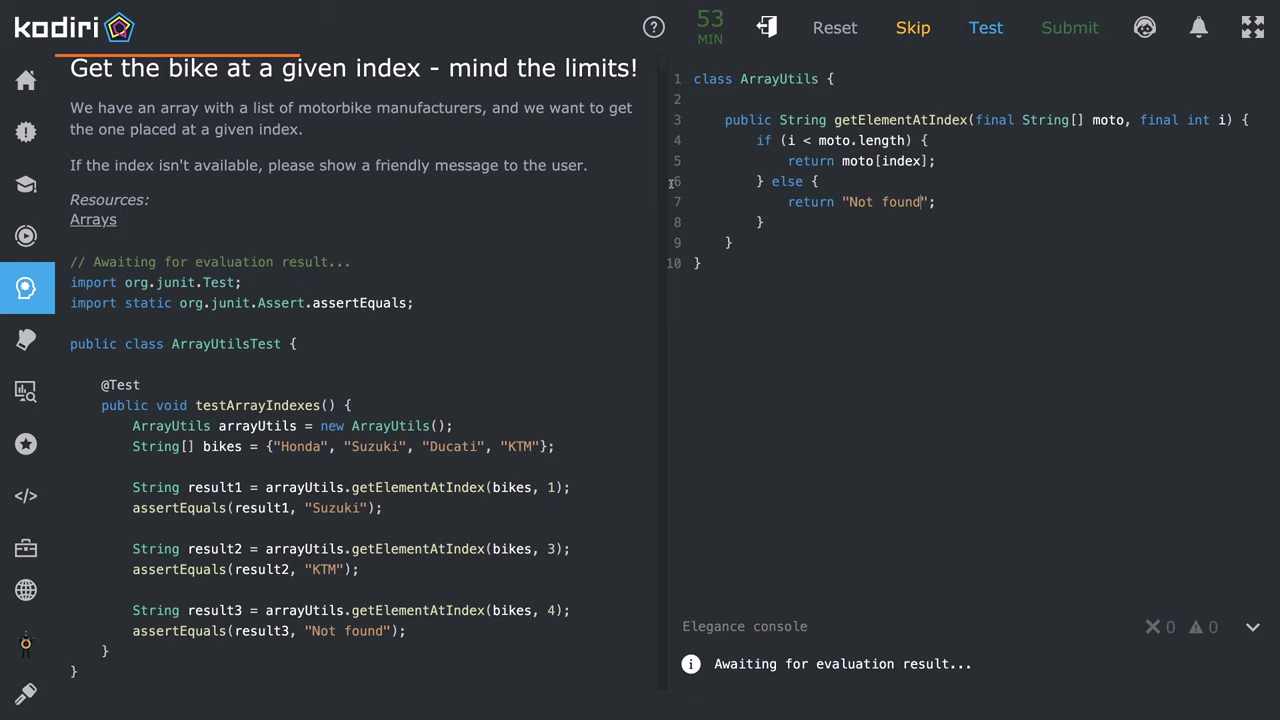 kodiri
53
MIN
Reset
Skip
Test
Submit
Get the bike at a given index - mind the limits!
We have an array with a list of motorbike manufacturers, and we want to get
the one placed at a given index.
If the index isn't available, please show a friendly message to the user.
Resources:
Arrays
// Awaiting for evaluation result...
import org.junit.Test;
import static org.junit.Assert.assertEquals;
public class ArrayUtilsTest {
@Test
public void testArrayIndexes() {
ArrayUtils arrayUtils = new ArrayUtils();
String[] bikes = {"Honda", "Suzuki", "Ducati", "KTM"};
String result1 = arrayUtils.getElementAtIndex(bikes, 1);
assertEquals(result1, "Suzuki");
String result2 = arrayUtils.getElementAtIndex(bikes, 3);
assertEquals(result2, "KTM");
String result3 = arrayUtils.getElementAtIndex(bikes, 4);
assertEquals(result3, "Not found");
}
}
1 class ArrayUtils {
2
3 public String getElementAtIndex(final String[] moto, final int i) {
4 if (i < moto.length) {
5 return moto[index];
6 } else {
7 return "Not found";
8 }
9 }
10 }
Elegance console
0
0
Awaiting for evaluation result...